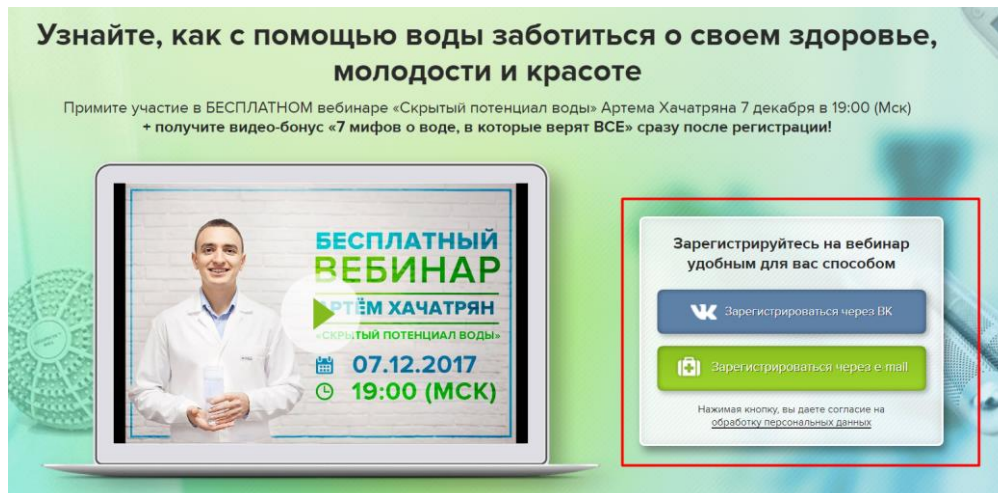 Узнайте, как с помощью воды заботиться о своем здоровье,
молодости и красоте
Примите участие в БЕСПЛАТНОМ вебинаре «Скрытый потенциал воды» Артема Хачатряна 7 декабря в 19:00 (Мск)
+ получите видео-бонус «7 мифов о воде, в которые верят ВСЕ» сразу после регистрации!
БЕСПЛАТНЫЙ
ВЕБИНАР
АРТЁМ ХАЧАТРЯН
«СКРЫТЫЙ ПОТЕНЦИАЛ ВОДЫ»
07.12.2017
19:00 (МСК)
Зарегистрируйтесь на вебинар
удобным для вас способом
Зарегистрироваться через ВК
Зарегистрироваться через e-mail
Нажимая кнопку, вы даете согласие на
обработку персональных данных